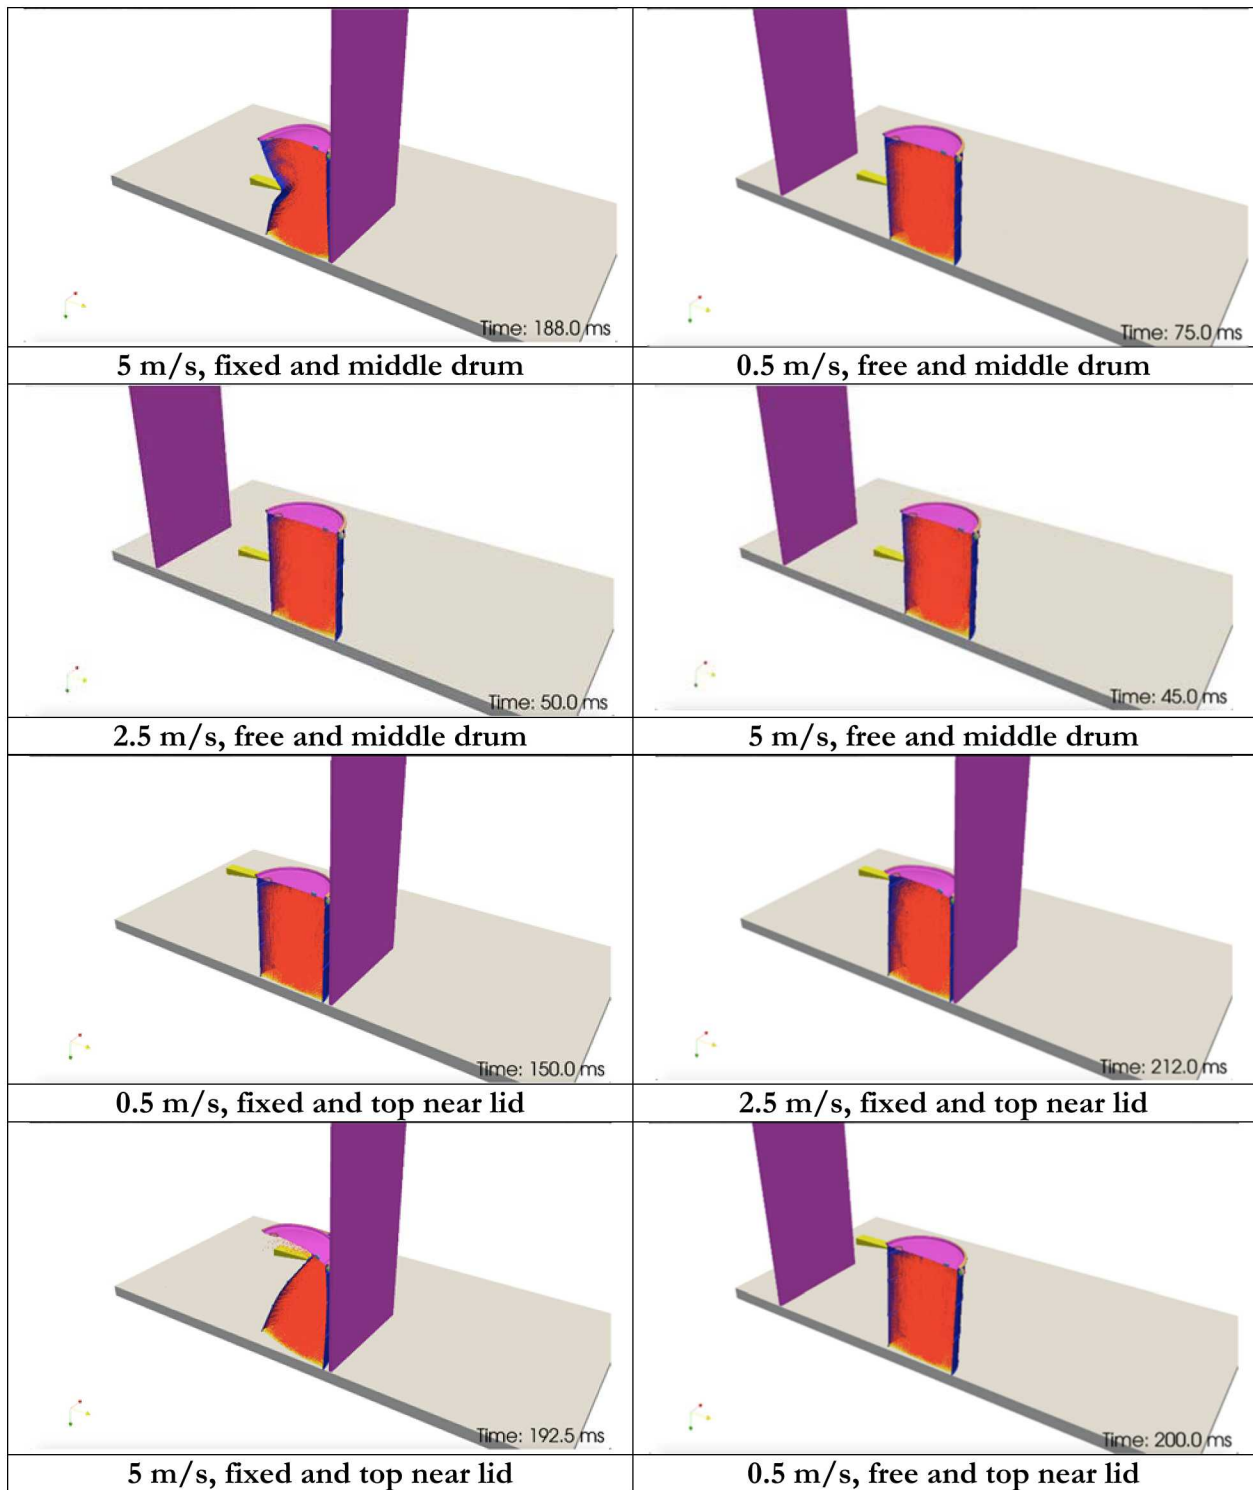 Time: 188.0 ms
Time: 75.0 ms
5 m/s, fixed and middle drum
0.5 m/s, free and middle drum
Time: 50.0 ms
Time: 45.0 ms
2.5 m/s, free and middle drum
5 m/s, free and middle drum
Time: 150.0 ms
Time: 212.0 ms
0.5 m/s, fixed and top near lid
2.5 m/s, fixed and top near lid
Time: 192.5 ms
Time: 200.0 ms
5 m/s, fixed and top near lid
0.5 m/s, free and top near lid